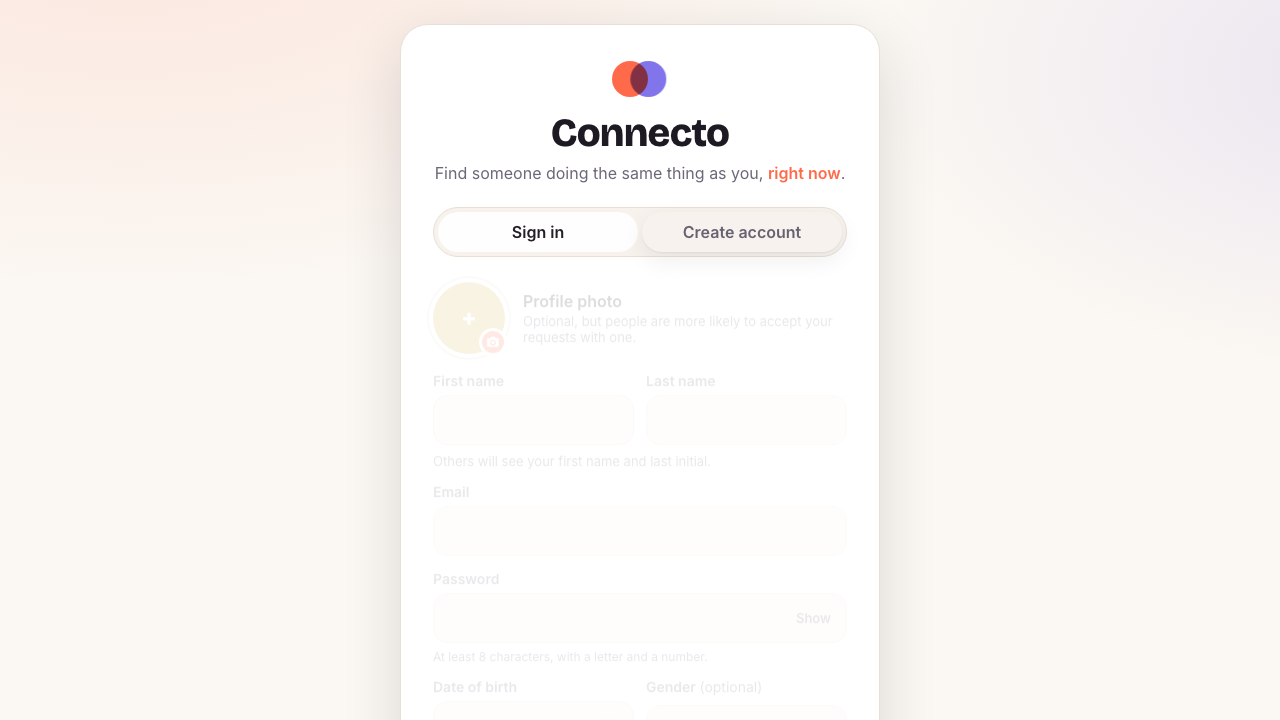 Connecto
Find someone doing the same thing as you, right now.
Sign in
Create account
+
Profile photo
Optional, but people are more likely to accept your
requests with one.
First name
Last name
Others will see your first name and last initial.
Email
Password
Show
At least 8 characters, with a letter and a number.
Date of birth
Gender (optional)